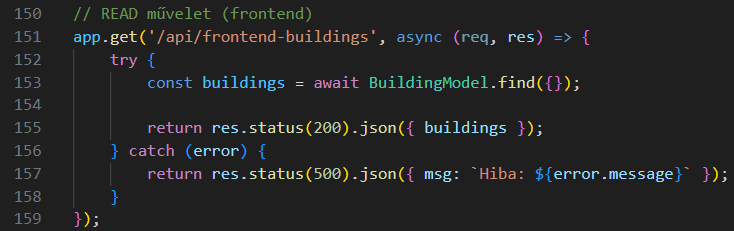 150 // READ művelet (frontend)
151 app.get('/api/frontend-buildings', async (req, res) => {
152     try {
153         const buildings = await BuildingModel.find({});
154
155         return res.status(200).json({ buildings });
156     } catch (error) {
157         return res.status(500).json({ msg: `Hiba: ${error.message}` });
158     }
159 });